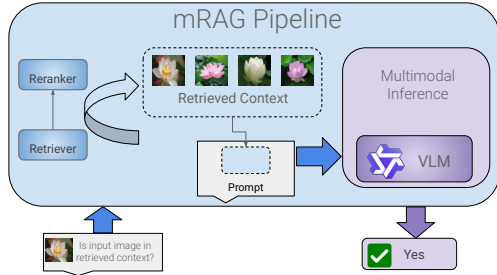 mRAG Pipeline
Reranker
Retriever
Retrieved Context
Prompt
Multimodal
Inference
VLM
Is input image in
retrieved context?
Yes